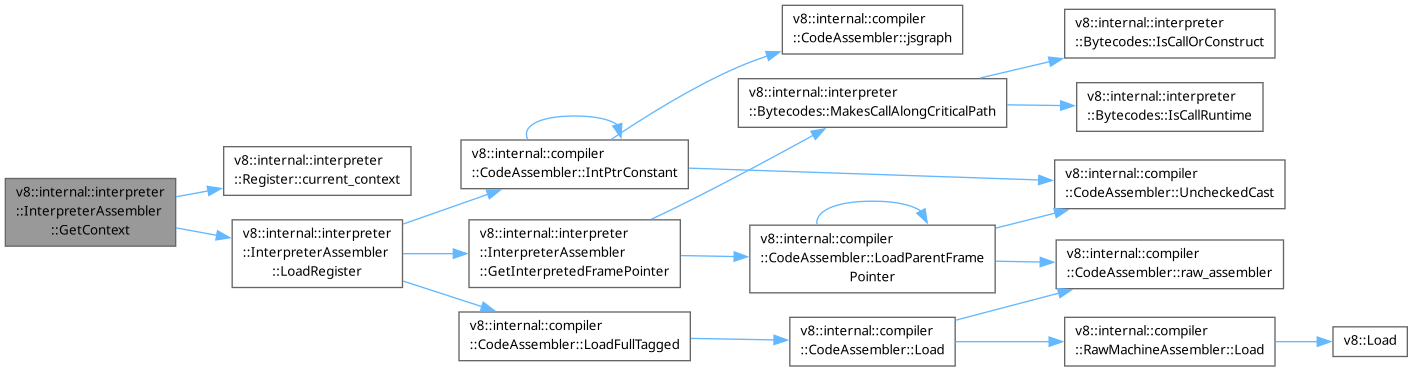 v8::internal::interpreter
::InterpreterAssembler
::GetContext
v8::internal::interpreter
::Register::current_context
v8::internal::interpreter
::InterpreterAssembler
::LoadRegister
v8::internal::compiler
::CodeAssembler::IntPtrConstant
v8::internal::interpreter
::InterpreterAssembler
::GetInterpretedFramePointer
v8::internal::compiler
::CodeAssembler::LoadFullTagged
v8::internal::compiler
::CodeAssembler::jsgraph
v8::internal::interpreter
::Bytecodes::MakesCallAlongCriticalPath
v8::internal::compiler
::CodeAssembler::LoadParentFrame
Pointer
v8::internal::compiler
::CodeAssembler::Load
v8::internal::interpreter
::Bytecodes::IsCallOrConstruct
v8::internal::interpreter
::Bytecodes::IsCallRuntime
v8::internal::compiler
::CodeAssembler::UncheckedCast
v8::internal::compiler
::CodeAssembler::raw_assembler
v8::internal::compiler
::RawMachineAssembler::Load
v8::Load